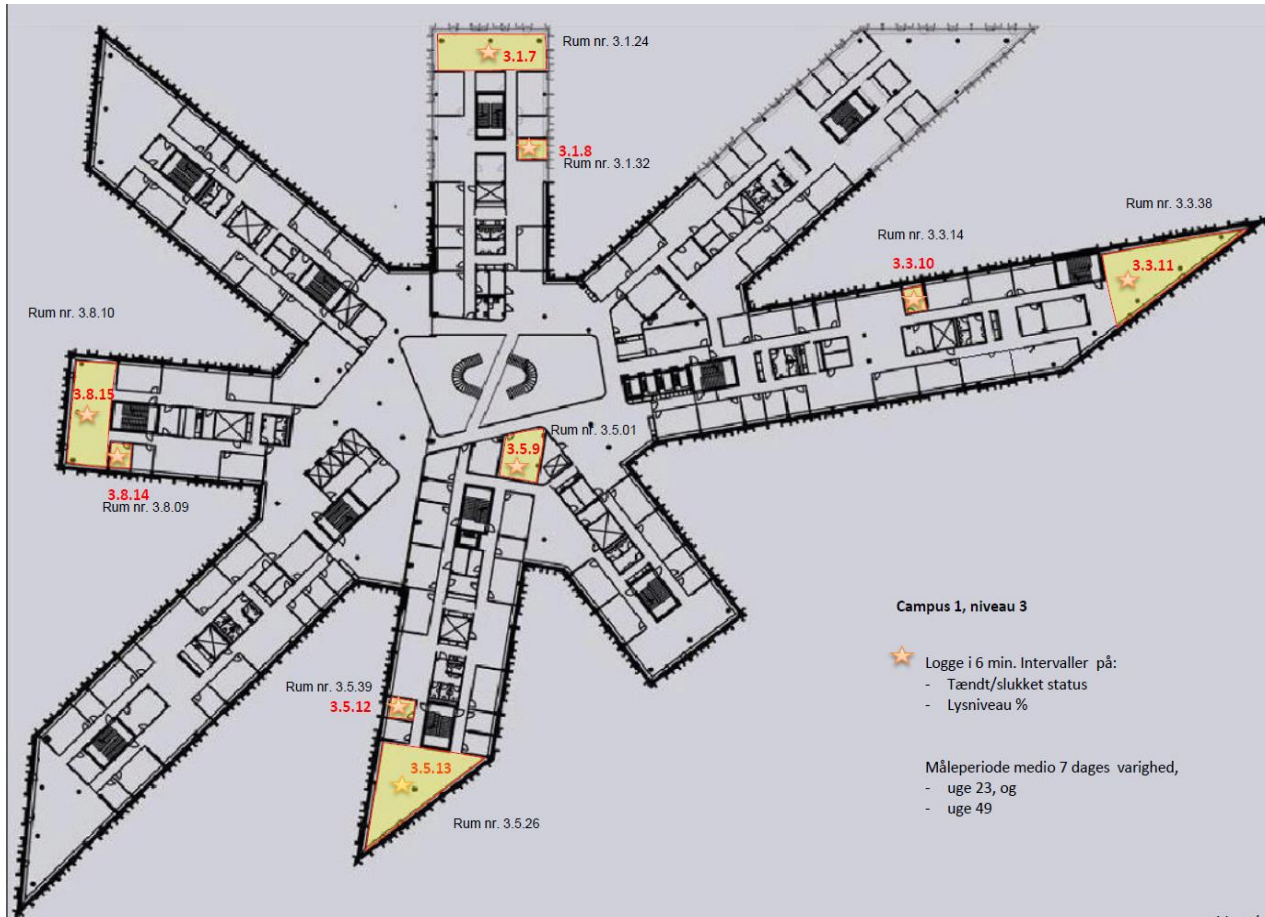 Rum nr. 3.1.24
3.1.7
3.1.8
Rum nr. 3.1.32
Rum nr. 3.3.38
Rum nr. 3.3.14
3.3.10
3.3.11
Rum nr. 3.8.10
3.8.15
Rum nr. 3.5.01
3.5.9
3.8.14
Rum nr. 3.8.09
Campus 1, niveau 3
Logge i 6 min. Intervaller på:
- Tændt/slukket status
- Lysniveau %
Rum nr. 3.5.39
3.5.12
3.5.13
Måleperiode medio 7 dages varighed,
- uge 23, og
- uge 49
Rum nr. 3.5.26